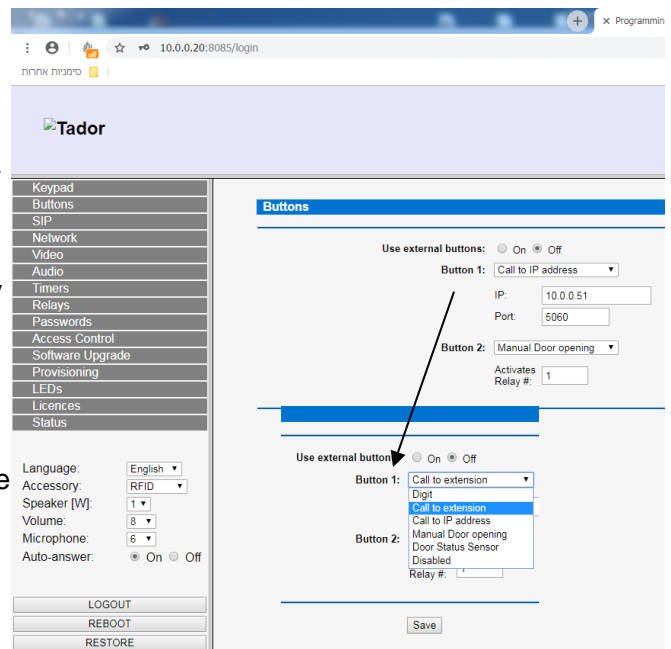 Programming
10.0.0.20:8085/login
off
סימניות אחרות
Tador
Keypad
Buttons
SIP
Network
Video
Audio
Timers
Relays
Passwords
Access Control
Software Upgrade
Provisioning
LEDs
Licences
Status
Language: English
Accessory: RFID
Speaker [W]: 1
Volume: 8
Microphone: 6
Auto-answer: On Off
LOGOUT
REBOOT
RESTORE
Buttons
Use external buttons: On Off
Button 1: Call to IP address
IP: 10.0.0.51
Port: 5060
Button 2: Manual Door opening
Activates
Relay #: 1
Use external button On Off
Button 1: Call to extension
Digit
Call to extension
Call to IP address
Button 2: Manual Door opening
Door Status Sensor
Disabled
Relay #:
Save